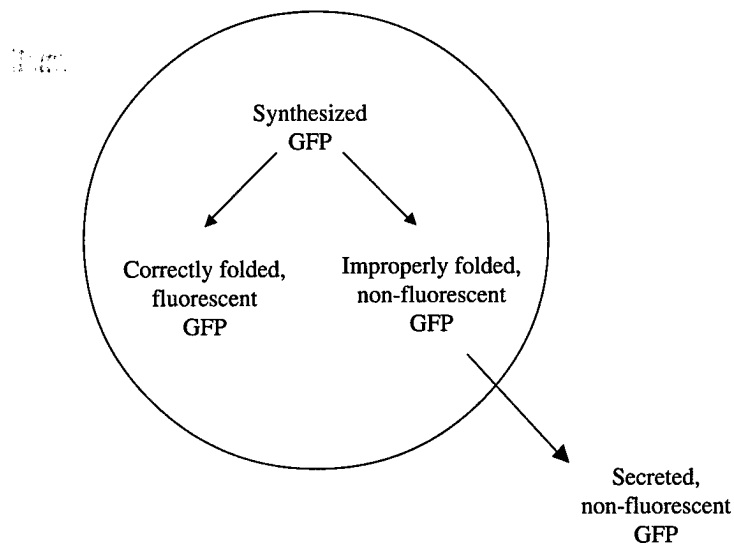 Synthesized
GFP
Correctly folded,
fluorescent
GFP
Improperly folded,
non-fluorescent
GFP
Secreted,
non-fluorescent
GFP